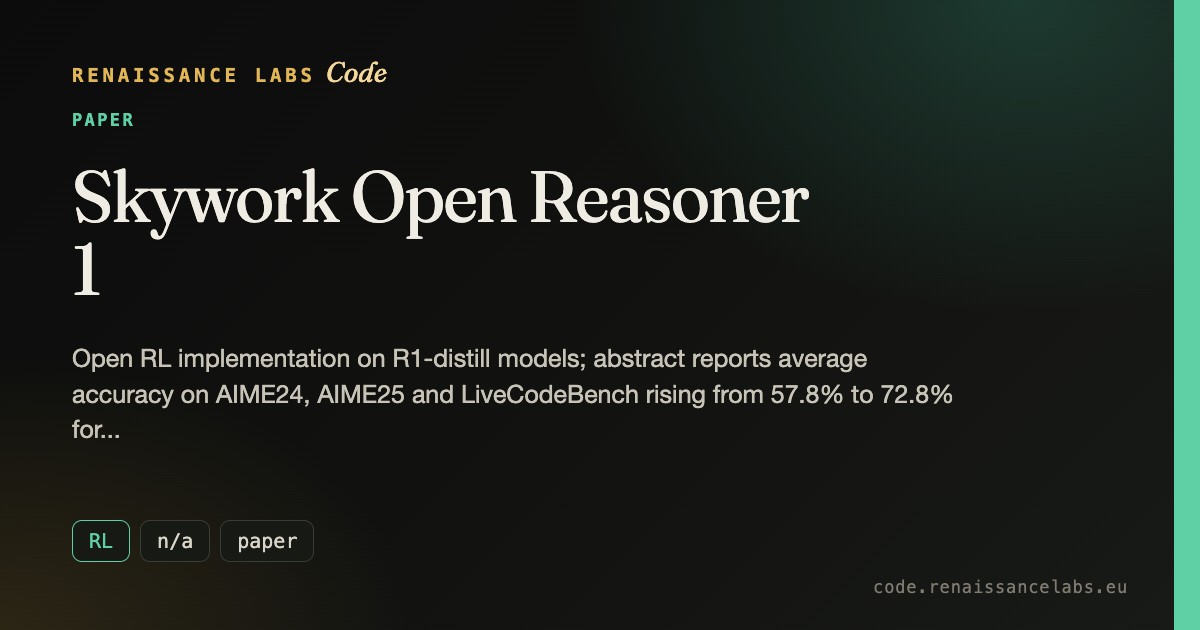 RENAISSANCE LABS Code
PAPER
Skywork Open Reasoner
1
Open RL implementation on R1-distill models; abstract reports average
accuracy on AIME24, AIME25 and LiveCodeBench rising from 57.8% to 72.8%
for...
RL n/a paper
code.renaissancelabs.eu